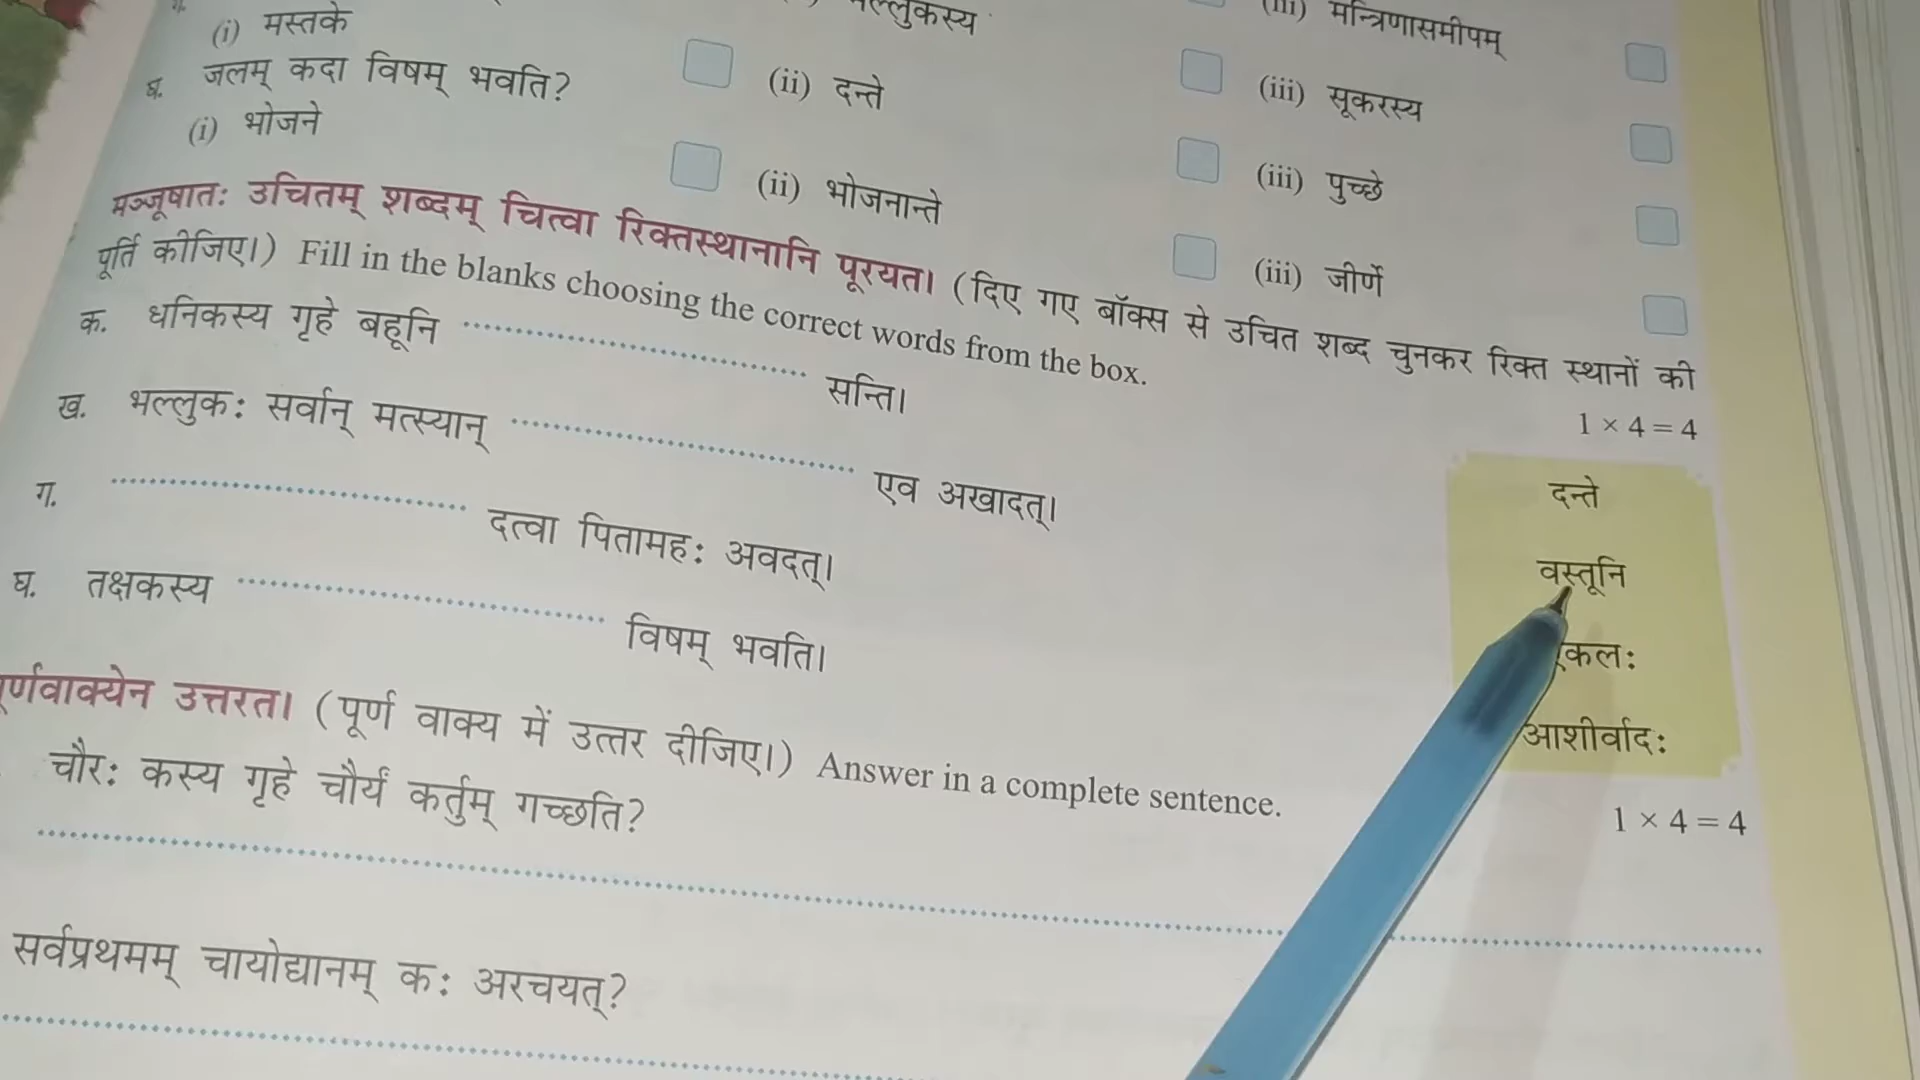 (i) मस्तके
ल्लुकस्य
(iii) मन्त्रिणासमीपम्
घ. जलम् कदा विषम् भवति?
(ii) दन्ते
(iii) सूकरस्य
(i) भोजने
(ii) भोजनान्ते
(iii) पुच्छे
(iii) जीर्णे
मञ्जूषातः उचितम् शब्दम् चित्वा रिक्तस्थानानि पूरयत। (दिए गए बॉक्स से उचित शब्द चुनकर रिक्त स्थानों की
पूर्ति कीजिए।) Fill in the blanks choosing the correct words from the box.
1 × 4 = 4
क. धनिकस्य गृहे बहूनि ........ सन्ति।
ख. भल्लुकः सर्वान् मत्स्यान् ........ एव अखादत्।
ग. ........ दत्वा पितामहः अवदत्।
घ. तक्षकस्य ........ विषम् भवति।
दन्ते
वस्तूनि
कलः
आशीर्वादः
र्णवाक्येन उत्तरत। (पूर्ण वाक्य में उत्तर दीजिए।) Answer in a complete sentence.
1 × 4 = 4
चौरः कस्य गृहे चौर्यं कर्तुम् गच्छति?
सर्वप्रथमम् चायोद्यानम् कः अरचयत्?